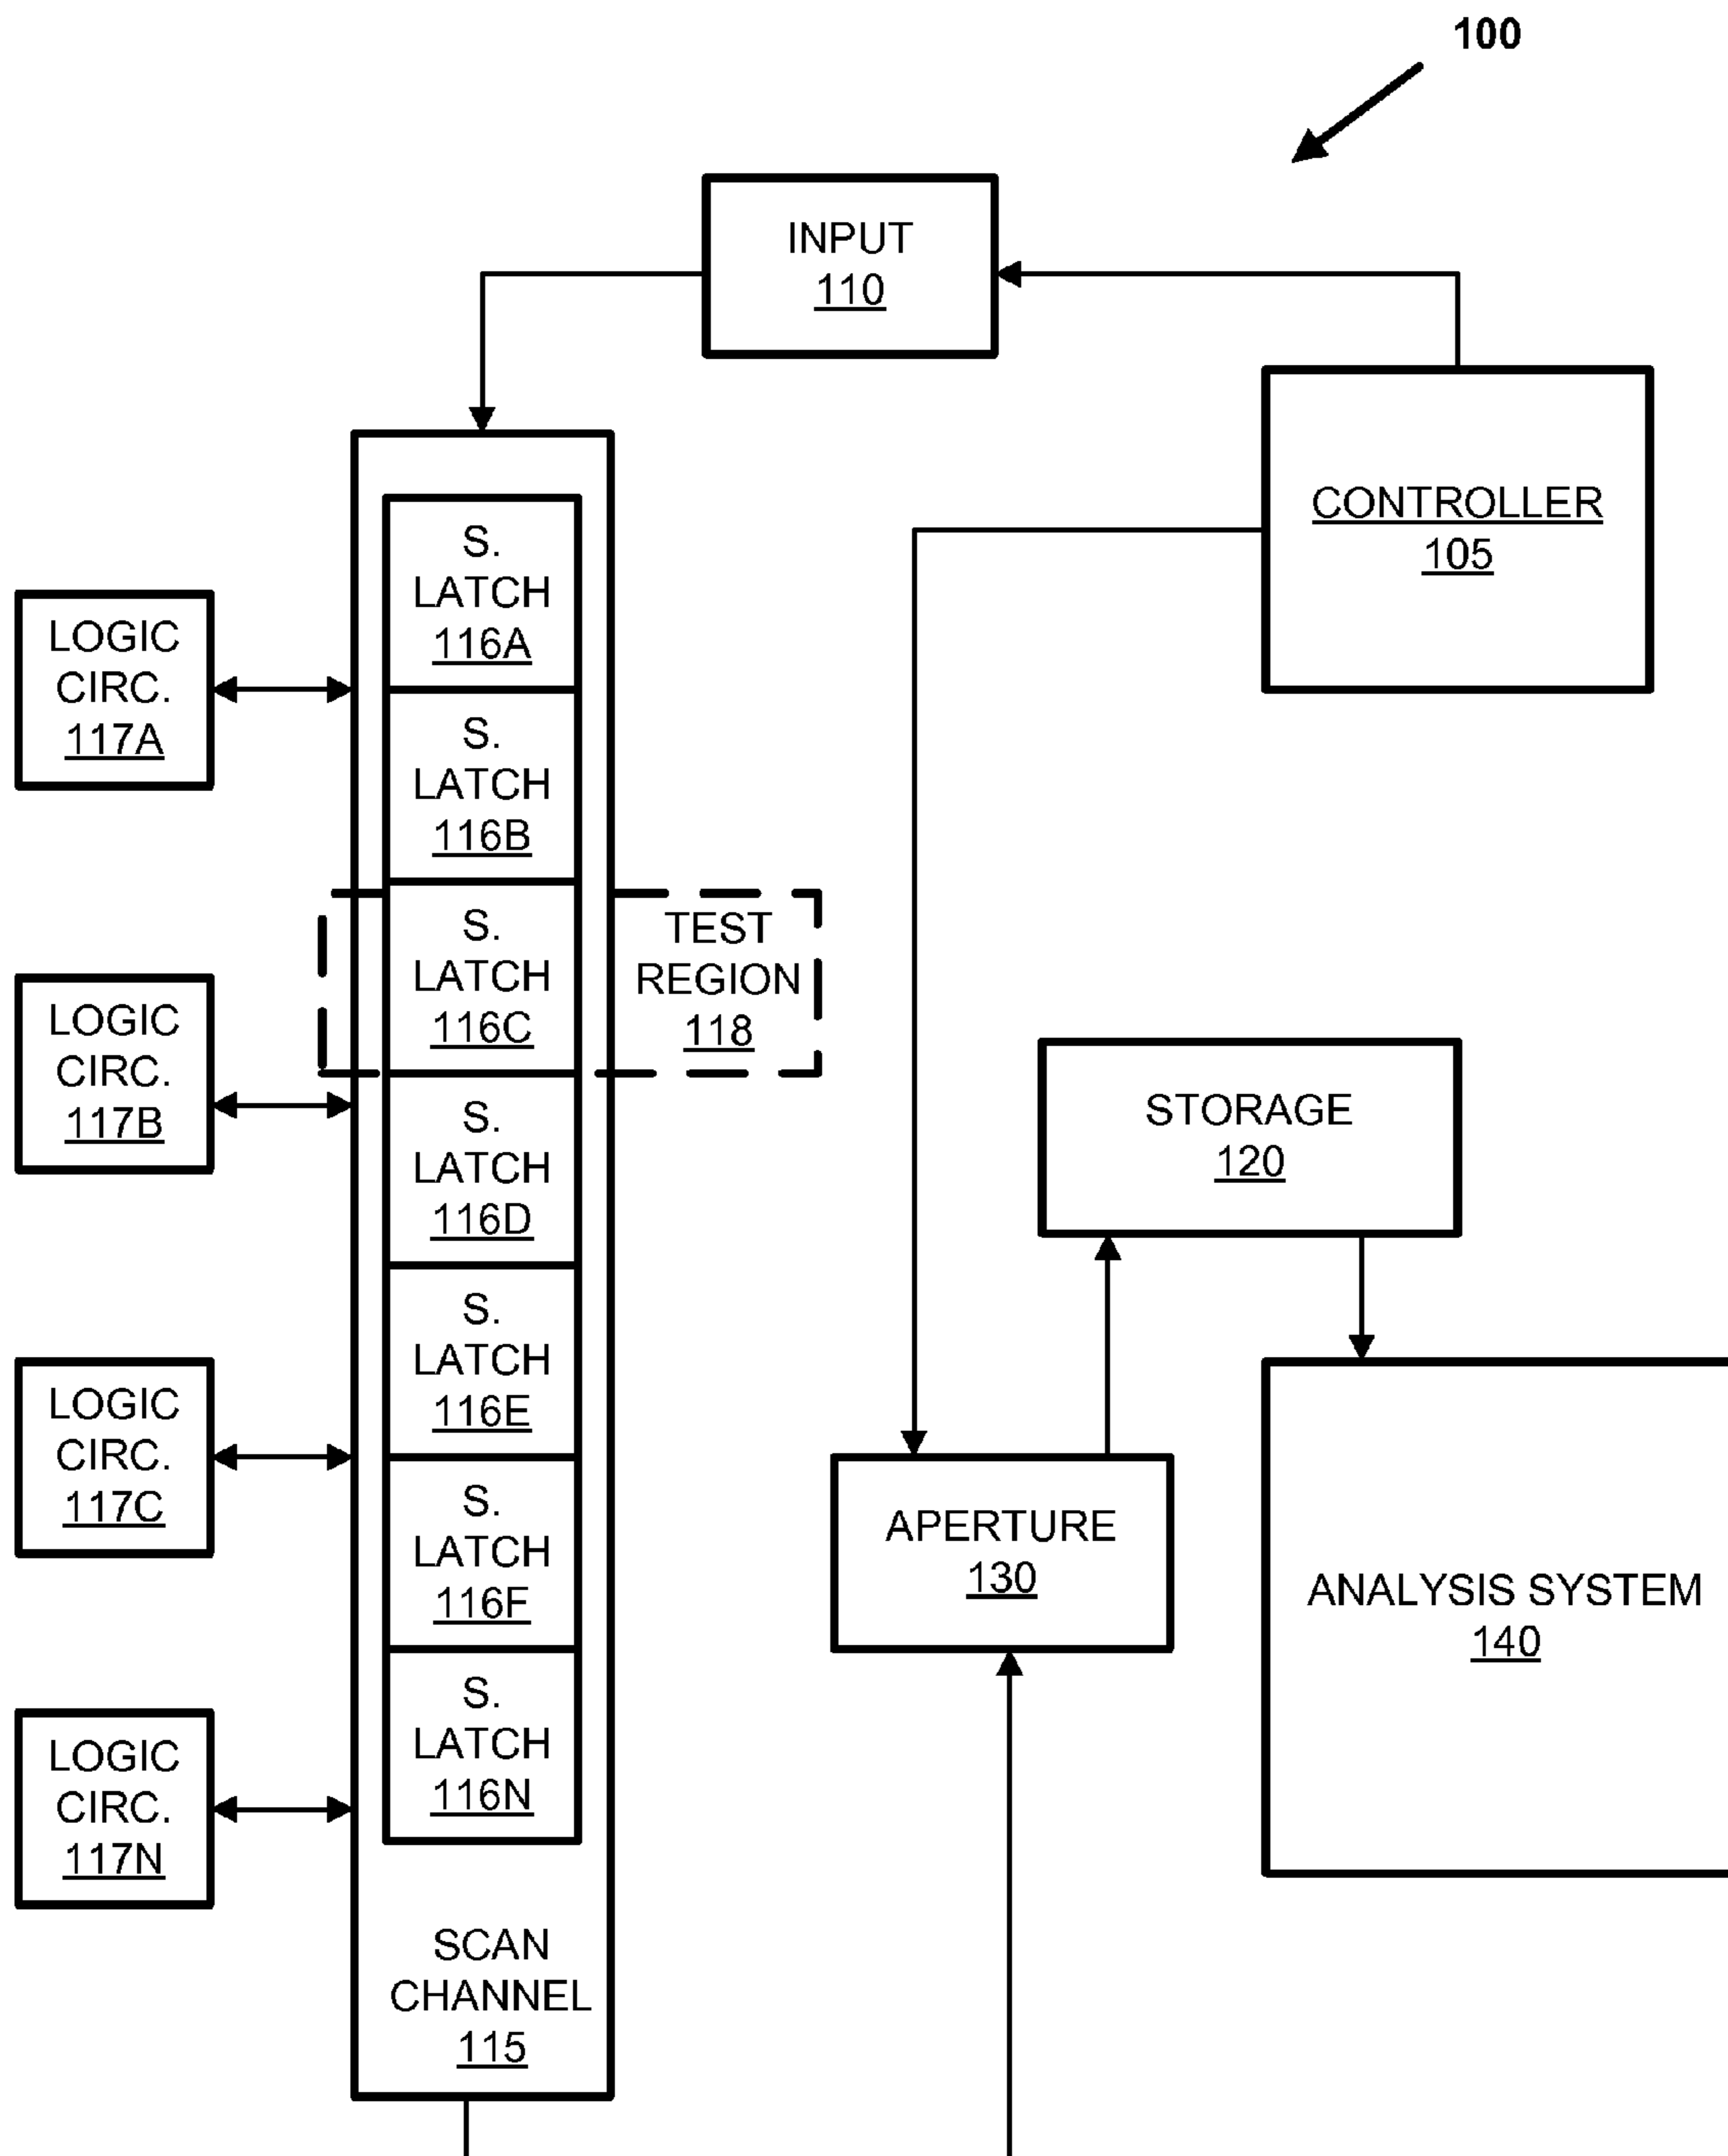 100
INPUT
110
CONTROLLER
105
S.
LATCH
116A
S.
LATCH
116B
S.
LATCH
116C
S.
LATCH
116D
S.
LATCH
116E
S.
LATCH
116F
S.
LATCH
116N
SCAN
CHANNEL
115
LOGIC
CIRC.
117A
LOGIC
CIRC.
117B
LOGIC
CIRC.
117C
LOGIC
CIRC.
117N
TEST
REGION
118
STORAGE
120
APERTURE
130
ANALYSIS SYSTEM
140